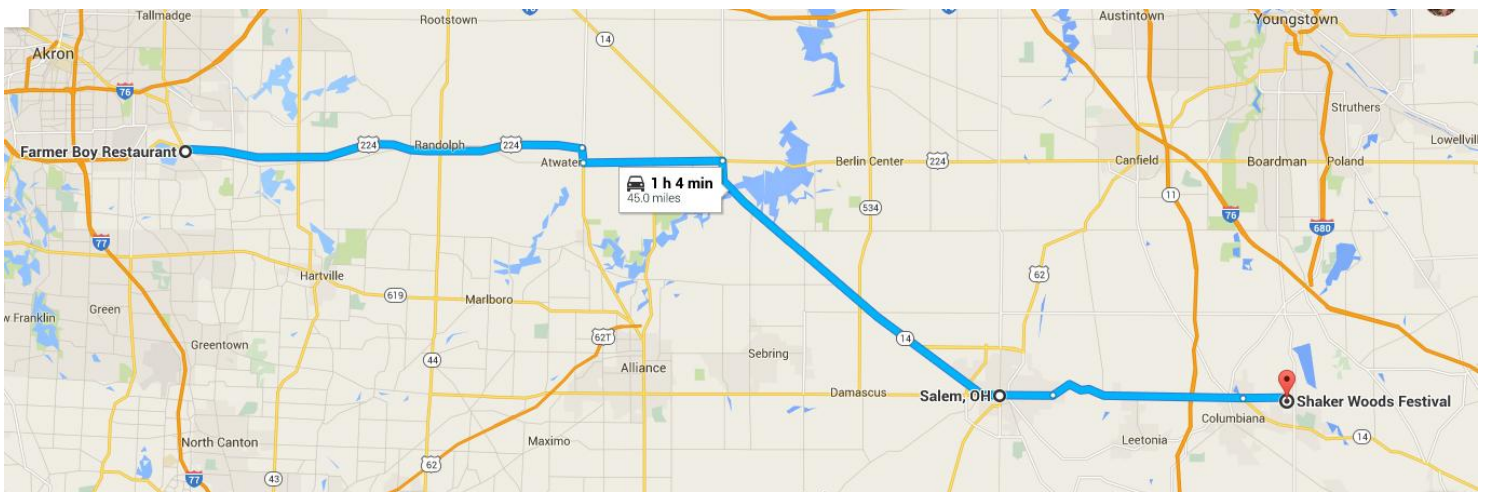 Tallmadge
Rootstown
Austintown
Youngstown
14
Akron
76
Struthers
Farmer Boy Restaurant
224
Randolph
224
Atwater
Berlin Center
224
Canfield
Boardman
Poland
Lowellvill
1 h 4 min
45.0 miles
11
534
76
680
77
Hartville
62
619
Marlboro
Green
w Franklin
Greentown
62T
14
44
Alliance
Sebring
Damascus
Salem, OH
Shaker Woods Festival
Columbiana
North Canton
Maximo
Leetonia
14
62
77
43